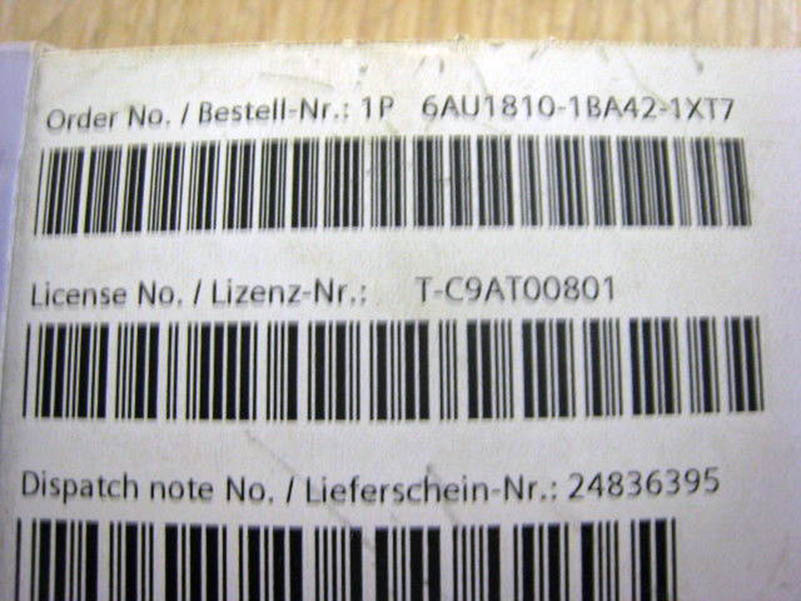 Order No. / Bestell-Nr.: 1P 6AU1810-1BA42-1XT7
License No. / Lizenz-Nr.: T-C9AT00801
Dispatch note No. / Lieferschein-Nr.: 24836395